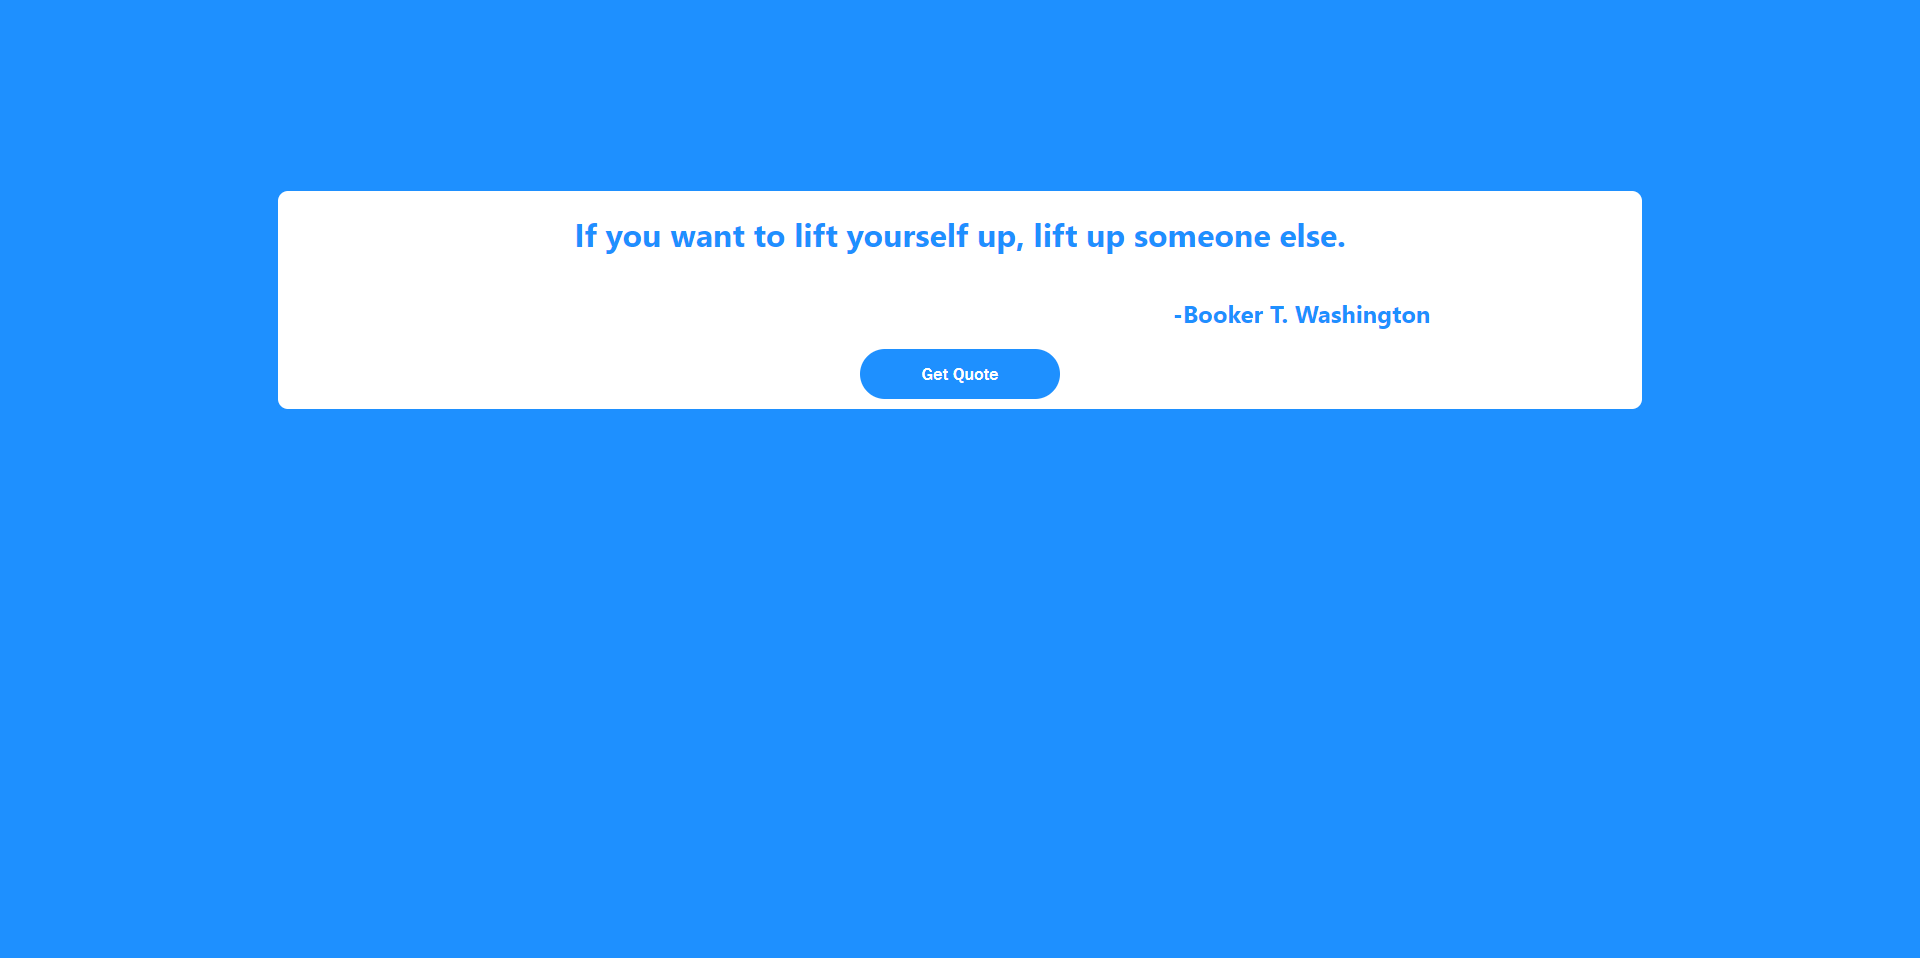 If you want to lift yourself up, lift up someone else.
-Booker T. Washington
Get Quote